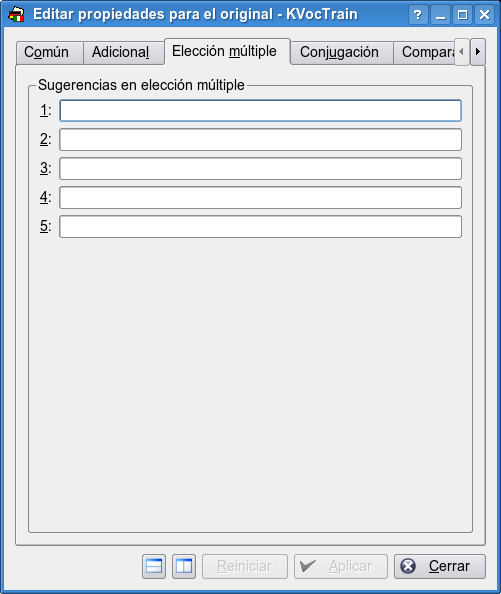 Editar propiedades para el original - KVocTrain
Común Adicional Elección múltiple Conjugación Compara
Sugerencias en elección múltiple
1:
2:
3:
4:
5:
Reiniciar Aplicar Cerrar